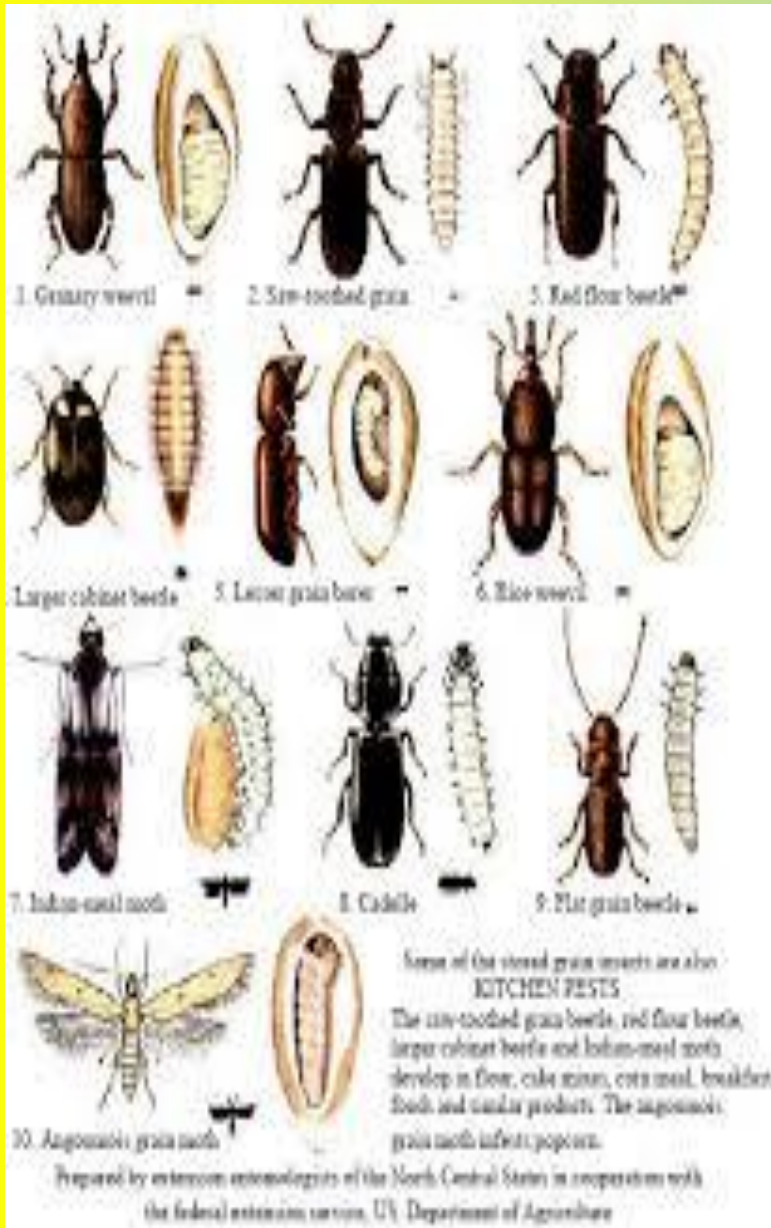 1. Granary weevil
2. Saw-toothed grain
3. Red flour beetle
Larger cabinet beetle
5. Lesser grain borer
6. Rice weevil
7. Indian-meal moth
8. Cadelle
9. Flat grain beetle
10. Angoumois grain moth
Some of the stored grain insects are also
KITCHEN PESTS
The saw-toothed grain beetle, red flour beetle,
larger cabinet beetle and Indian-meal moth
develop in flour, cake mixes, corn meal, breakfast
foods and similar products. The angoumois
grain moth infests popcorn.
Prepared by extension entomologists of the North Central States in cooperation with
the federal extension service, US. Department of Agriculture